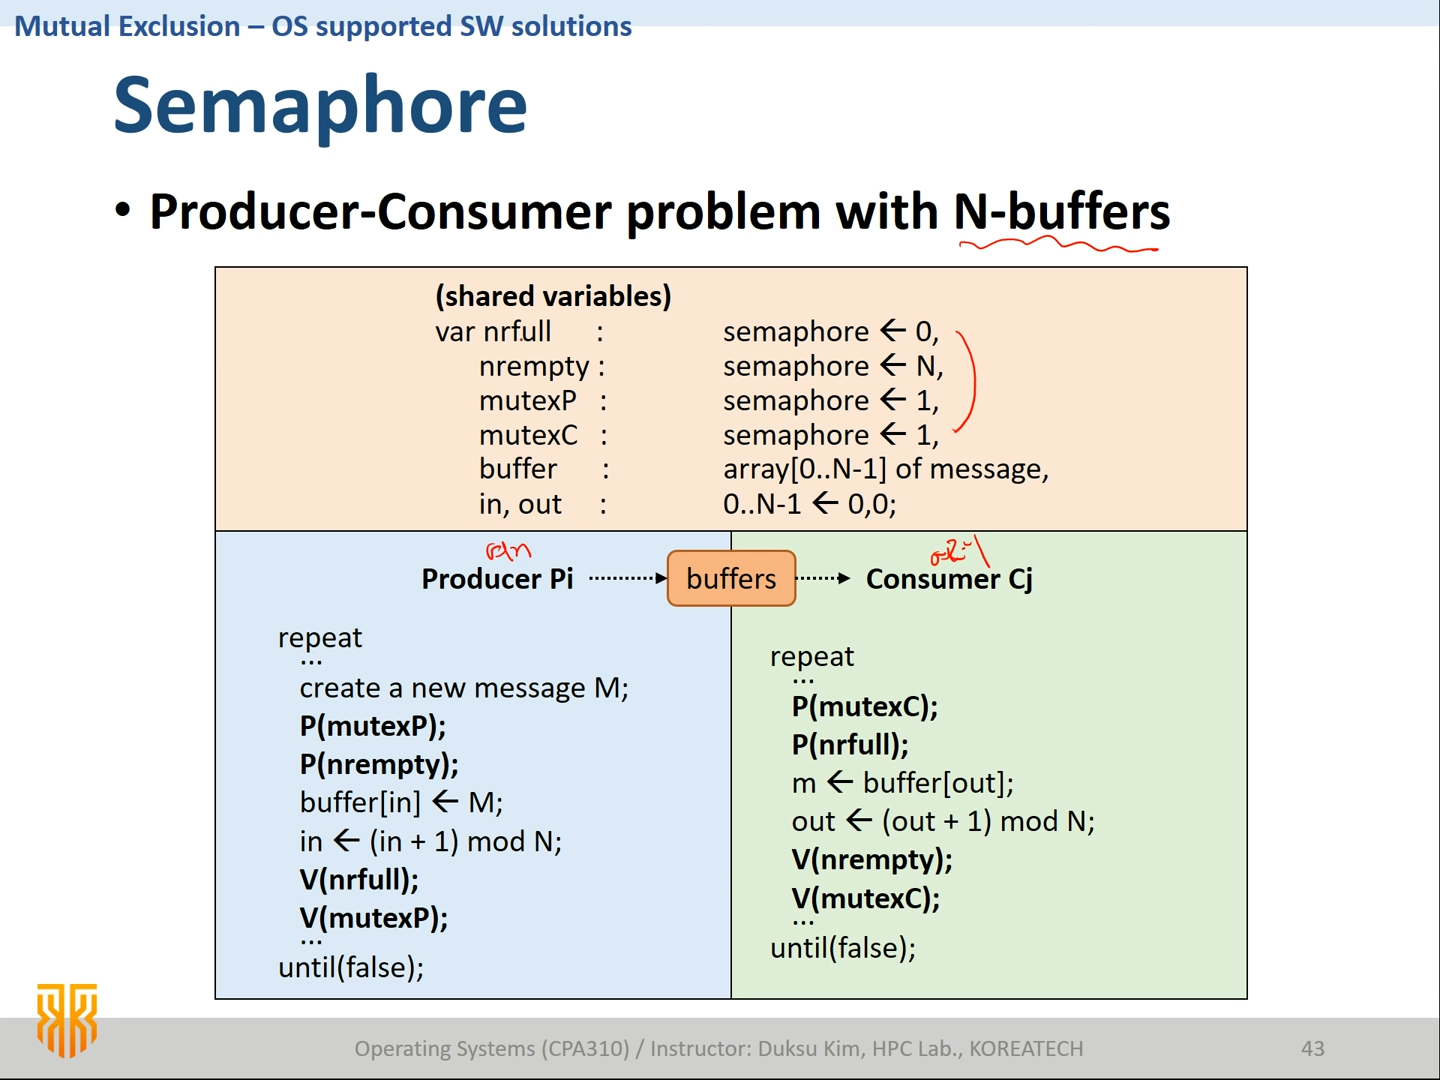 Mutual Exclusion – OS supported SW solutions
Semaphore
• Producer-Consumer problem with N-buffers
(shared variables)
var nrfull : semaphore ← 0,
nrempty : semaphore ← N,
mutexP : semaphore ← 1,
mutexC : semaphore ← 1,
buffer : array[0..N-1] of message,
in, out : 0..N-1 ← 0,0;
Producer Pi
buffers
Consumer Cj
repeat
...
create a new message M;
P(mutexP);
P(nrempty);
buffer[in] ← M;
in ← (in + 1) mod N;
V(nrfull);
V(mutexP);
...
until(false);
repeat
...
P(mutexC);
P(nrfull);
m ← buffer[out];
out ← (out + 1) mod N;
V(nrempty);
V(mutexC);
...
until(false);
Operating Systems (CPA310) / Instructor: Duksu Kim, HPC Lab., KOREATECH
43